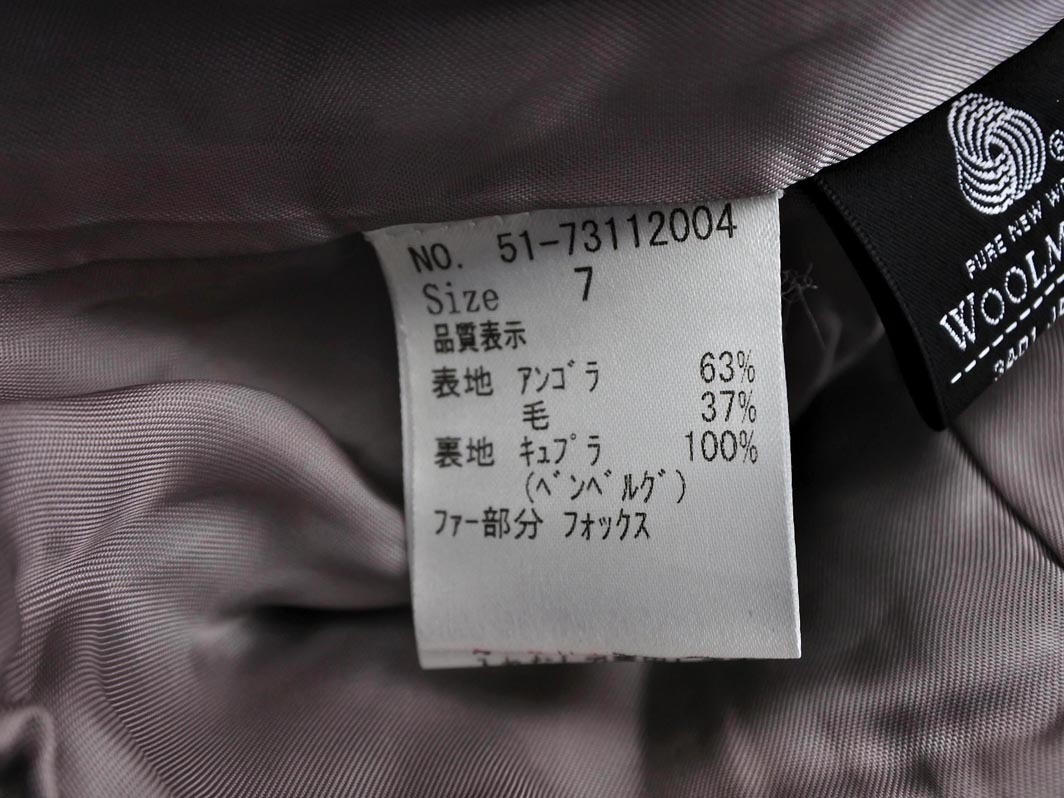 NO. 51-73112004
Size 7
品質表示
表地 ｱﾝｺﾞﾗ 63%
毛 37%
裏地 ｷｭﾌﾟﾗ 100%
(ﾍﾞﾝﾍﾞﾙｸﾞ)
ﾌｧｰ部分 ﾌｫｯｸｽ
PURE NEW
WOOLM